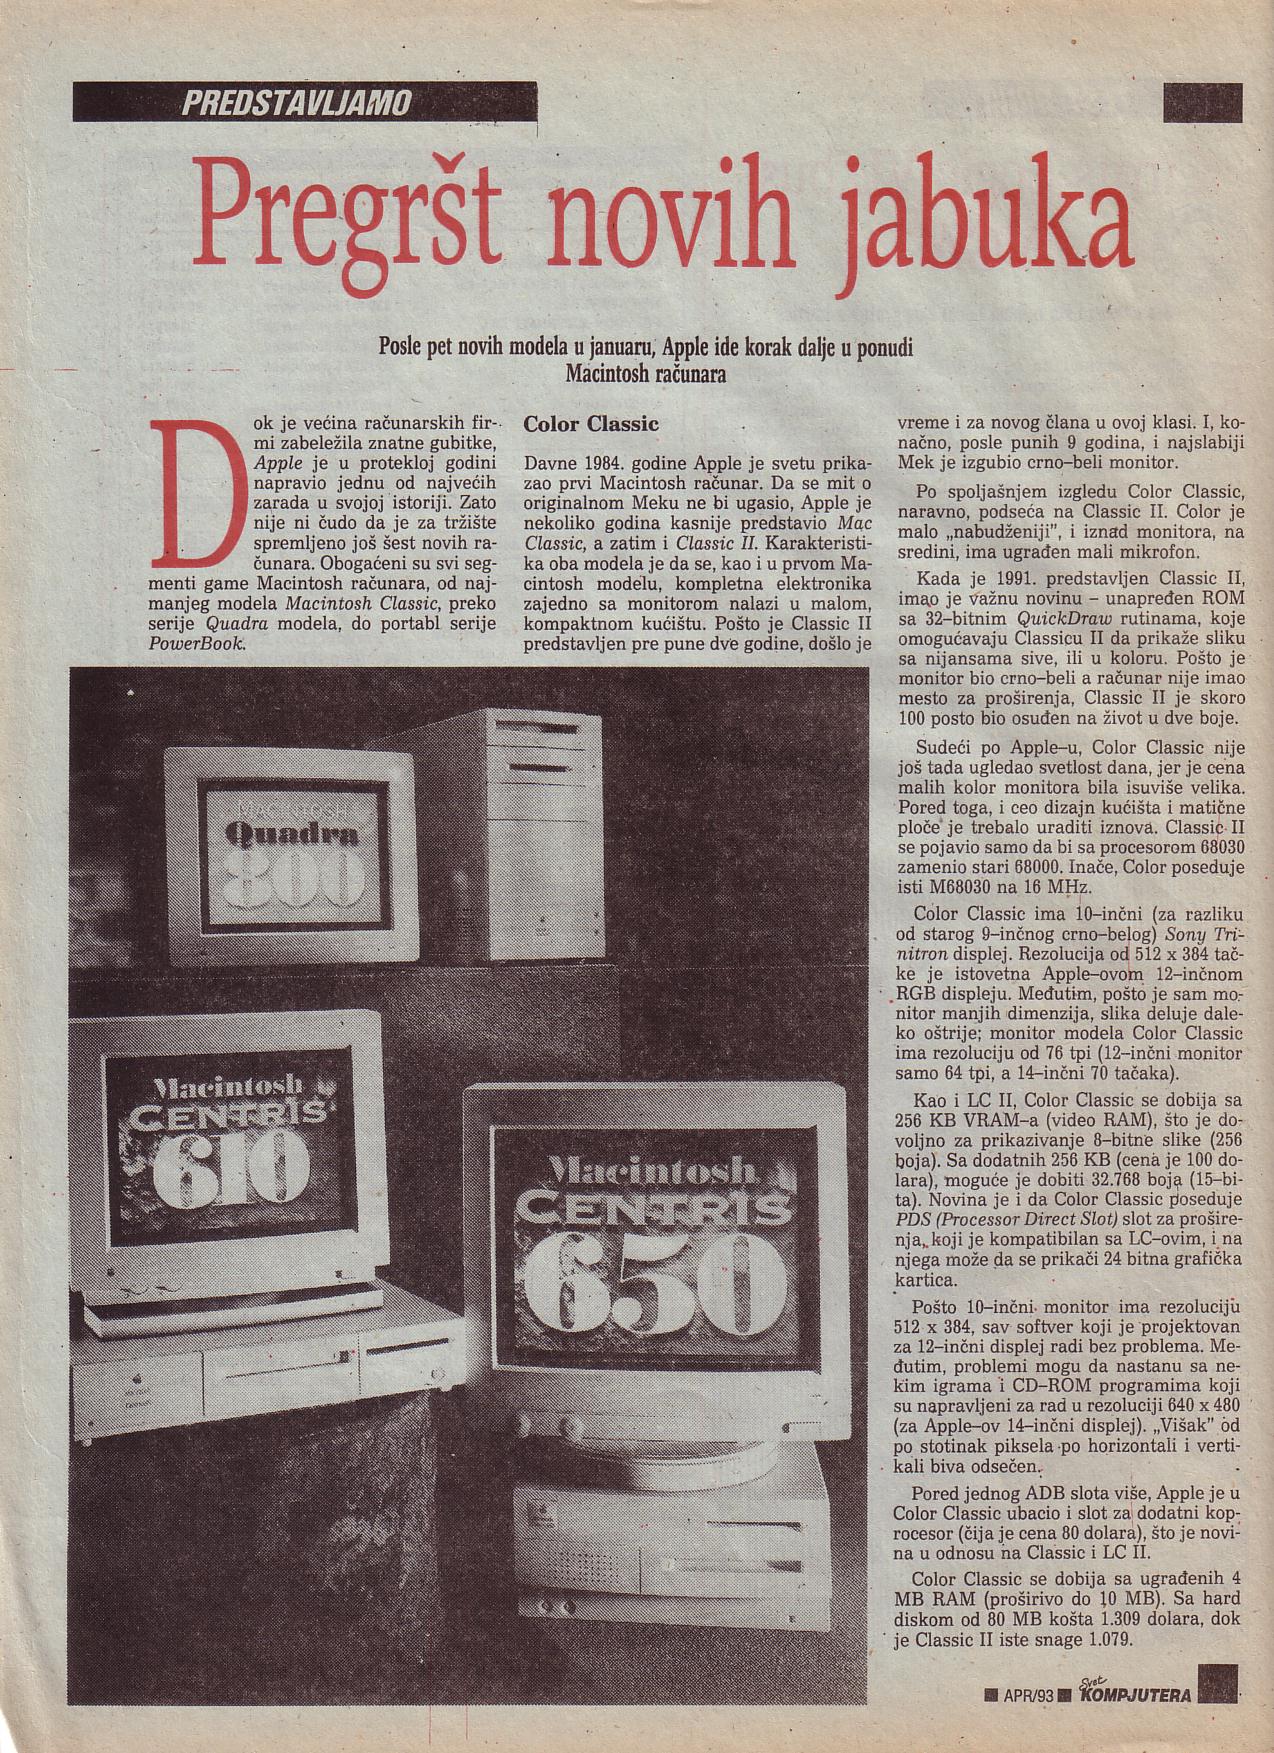 PREDSTAVLJAMO
Pregršt novih jabuka
Posle pet novih modela u januaru, Apple ide korak dalje u ponudi
Macintosh računara
Dok je većina računarskih fir-
mi zabeležila znatne gubitke,
Apple je u protekloj godini
napravio jednu od najvećih
zarada u svojoj istoriji. Zato
nije ni čudo da je za tržište
spremljeno još šest novih ra-
čunara. Obogaćeni su svi seg-
menti game Macintosh računara, od naj-
manjeg modela Macintosh Classic, preko
serije Quadra modela, do portabl serije
PowerBook.
Color Classic
Davne 1984. godine Apple je svetu prika-
zao prvi Macintosh računar. Da se mit o
originalnom Meku ne bi ugasio, Apple je
nekoliko godina kasnije predstavio Mac
Classic, a zatim i Classic II. Karakteristi-
ka oba modela je da se, kao i u prvom Ma-
cintosh modelu, kompletna elektronika
zajedno sa monitorom nalazi u malom,
kompaktnom kućištu. Pošto je Classic II
predstavljen pre pune dve godine, došlo je
vreme i za novog člana u ovoj klasi. I, ko-
načno, posle punih 9 godina, i najslabiji
Mek je izgubio crno–beli monitor.
Po spoljašnjem izgledu Color Classic,
naravno, podseća na Classic II. Color je
malo „nabudženiji”, i iznad monitora, na
sredini, ima ugrađen mali mikrofon.
Kada je 1991. predstavljen Classic II,
imao je važnu novinu – unapređen ROM
sa 32–bitnim QuickDraw rutinama, koje
omogućavaju Classicu II da prikaže sliku
sa nijansama sive, ili u koloru. Pošto je
monitor bio crno–beli a računar nije imao
mesto za proširenja, Classic II je skoro
100 posto bio osuđen na život u dve boje.
Sudeći po Apple–u, Color Classic nije
još tada ugledao svetlost dana, jer je cena
malih kolor monitora bila isuviše velika.
Pored toga, i ceo dizajn kućišta i matične
ploče je trebalo uraditi iznova. Classic II
se pojavio samo da bi sa procesorom 68030
zamenio stari 68000. Inače, Color poseduje
isti M68030 na 16 MHz.
Color Classic ima 10–inčni (za razliku
od starog 9–inčnog crno–belog) Sony Tri-
nitron displej. Rezolucija od 512 x 384 tač-
ke je istovetna Apple–ovom 12–inčnom
RGB displeju. Međutim, pošto je sam mo-
nitor manjih dimenzija, slika deluje dale-
ko oštrije; monitor modela Color Classic
ima rezoluciju od 76 tpi (12–inčni monitor
samo 64 tpi, a 14–inčni 70 tačaka).
Kao i LC II, Color Classic se dobija sa
256 KB VRAM–a (video RAM), što je do-
voljno za prikazivanje 8–bitne slike (256
boja). Sa dodatnih 256 KB (cena je 100 do-
lara), moguće je dobiti 32.768 boja (15–bi-
ta). Novina je i da Color Classic poseduje
PDS (Processor Direct Slot) slot za prošire-
nja, koji je kompatibilan sa LC–ovim, i na
njega može da se prikači 24 bitna grafička
kartica.
Pošto 10–inčni monitor ima rezoluciju
512 x 384, sav softver koji je projektovan
za 12–inčni displej radi bez problema. Me-
đutim, problemi mogu da nastanu sa ne-
kim igrama i CD–ROM programima koji
su napravljeni za rad u rezoluciji 640 x 480
(za Apple–ov 14–inčni displej). „Višak” od
po stotinak piksela po horizontali i verti-
kali biva odsečen.
Pored jednog ADB slota više, Apple je u
Color Classic ubacio i slot za dodatni kop-
rocesor (čija je cena 80 dolara), što je novi-
na u odnosu na Classic i LC II.
Color Classic se dobija sa ugrađenih 4
MB RAM (proširivo do 10 MB). Sa hard
diskom od 80 MB košta 1.309 dolara, dok
je Classic II iste snage 1.079.
MACINTOSH
Quadra
800
Macintosh
CENTRIS
610
Macintosh
CENTRIS
650
APR/93 Svet KOMPJUTERA